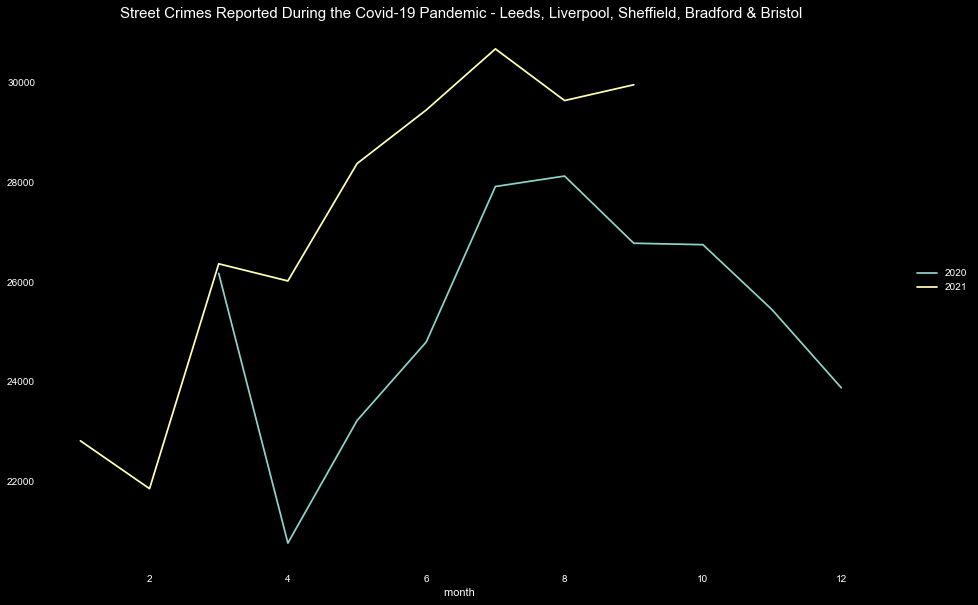 Street Crimes Reported During the Covid-19 Pandemic - Leeds, Liverpool, Sheffield, Bradford & Bristol
30000
28000
26000
24000
22000
2020
2021
2 4 6 8 10 12
month